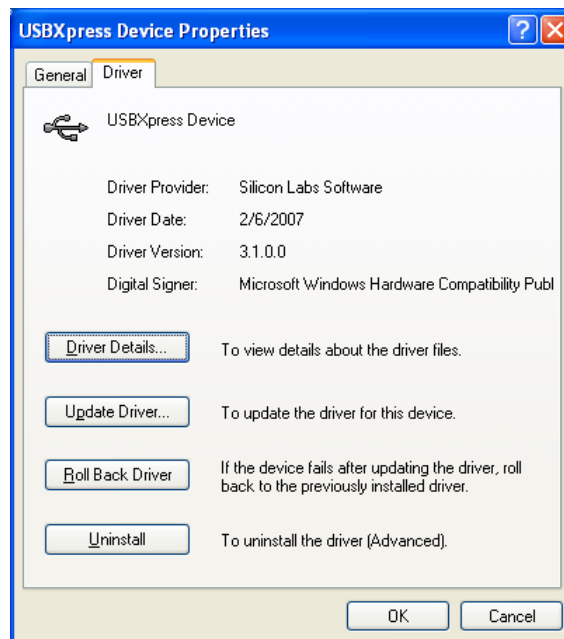 USBXpress Device Properties
General
Driver
USBXpress Device
Driver Provider: Silicon Labs Software
Driver Date: 2/6/2007
Driver Version: 3.1.0.0
Digital Signer: Microsoft Windows Hardware Compatibility Publ
Driver Details... To view details about the driver files.
Update Driver... To update the driver for this device.
Roll Back Driver If the device fails after updating the driver, roll
back to the previously installed driver.
Uninstall To uninstall the driver (Advanced).
OK Cancel